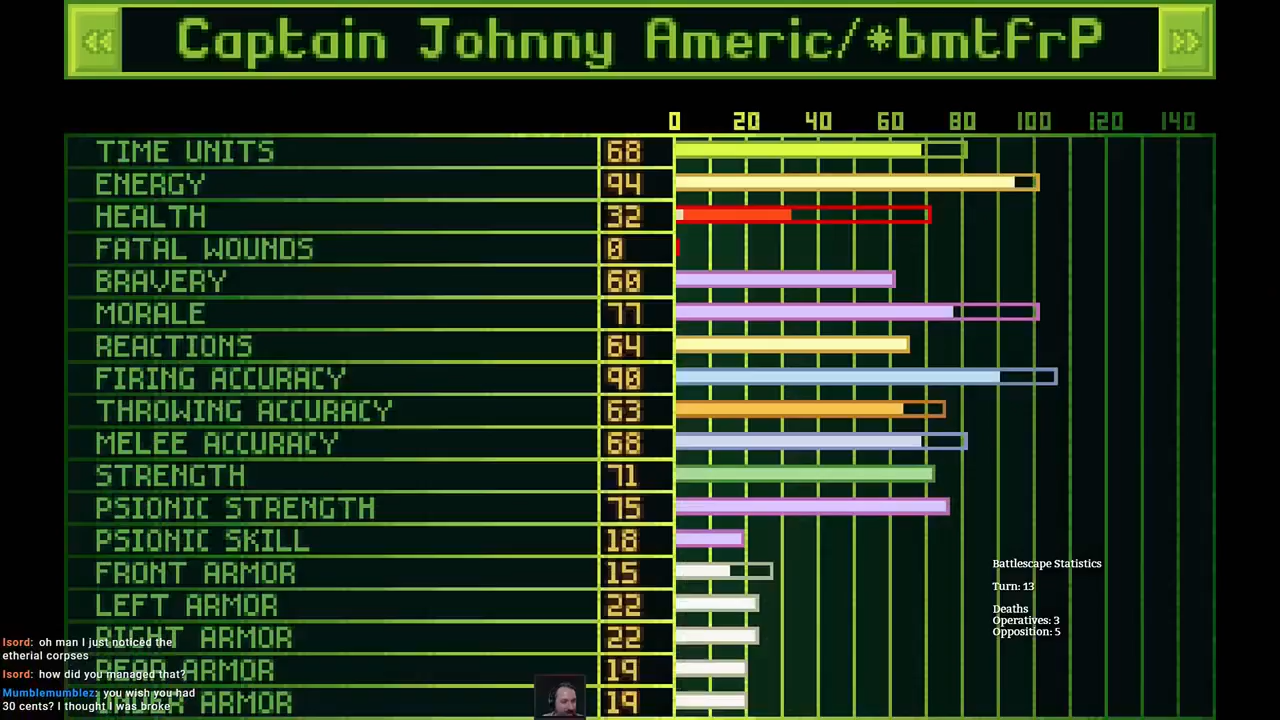 Captain Johnny Americ/*bmtfrP
0 20 40 60 80 100 120 140
TIME UNITS 68
ENERGY 94
HEALTH 32
FATAL WOUNDS 0
BRAVERY 60
MORALE 77
REACTIONS 64
FIRING ACCURACY 90
THROWING ACCURACY 63
MELEE ACCURACY 68
STRENGTH 71
PSIONIC STRENGTH 75
PSIONIC SKILL 18
FRONT ARMOR 15
LEFT ARMOR 22
RIGHT ARMOR 22
REAR ARMOR 19
UNDER ARMOR 19
Battlescape Statistics
Turn: 13
Deaths
Operatives: 3
Opposition: 5
Isord: oh man I just noticed the
etherial corpses
Isord: how did you managed that?
Mumblemumblez: you wish you had
30 cents? I thought I was broke